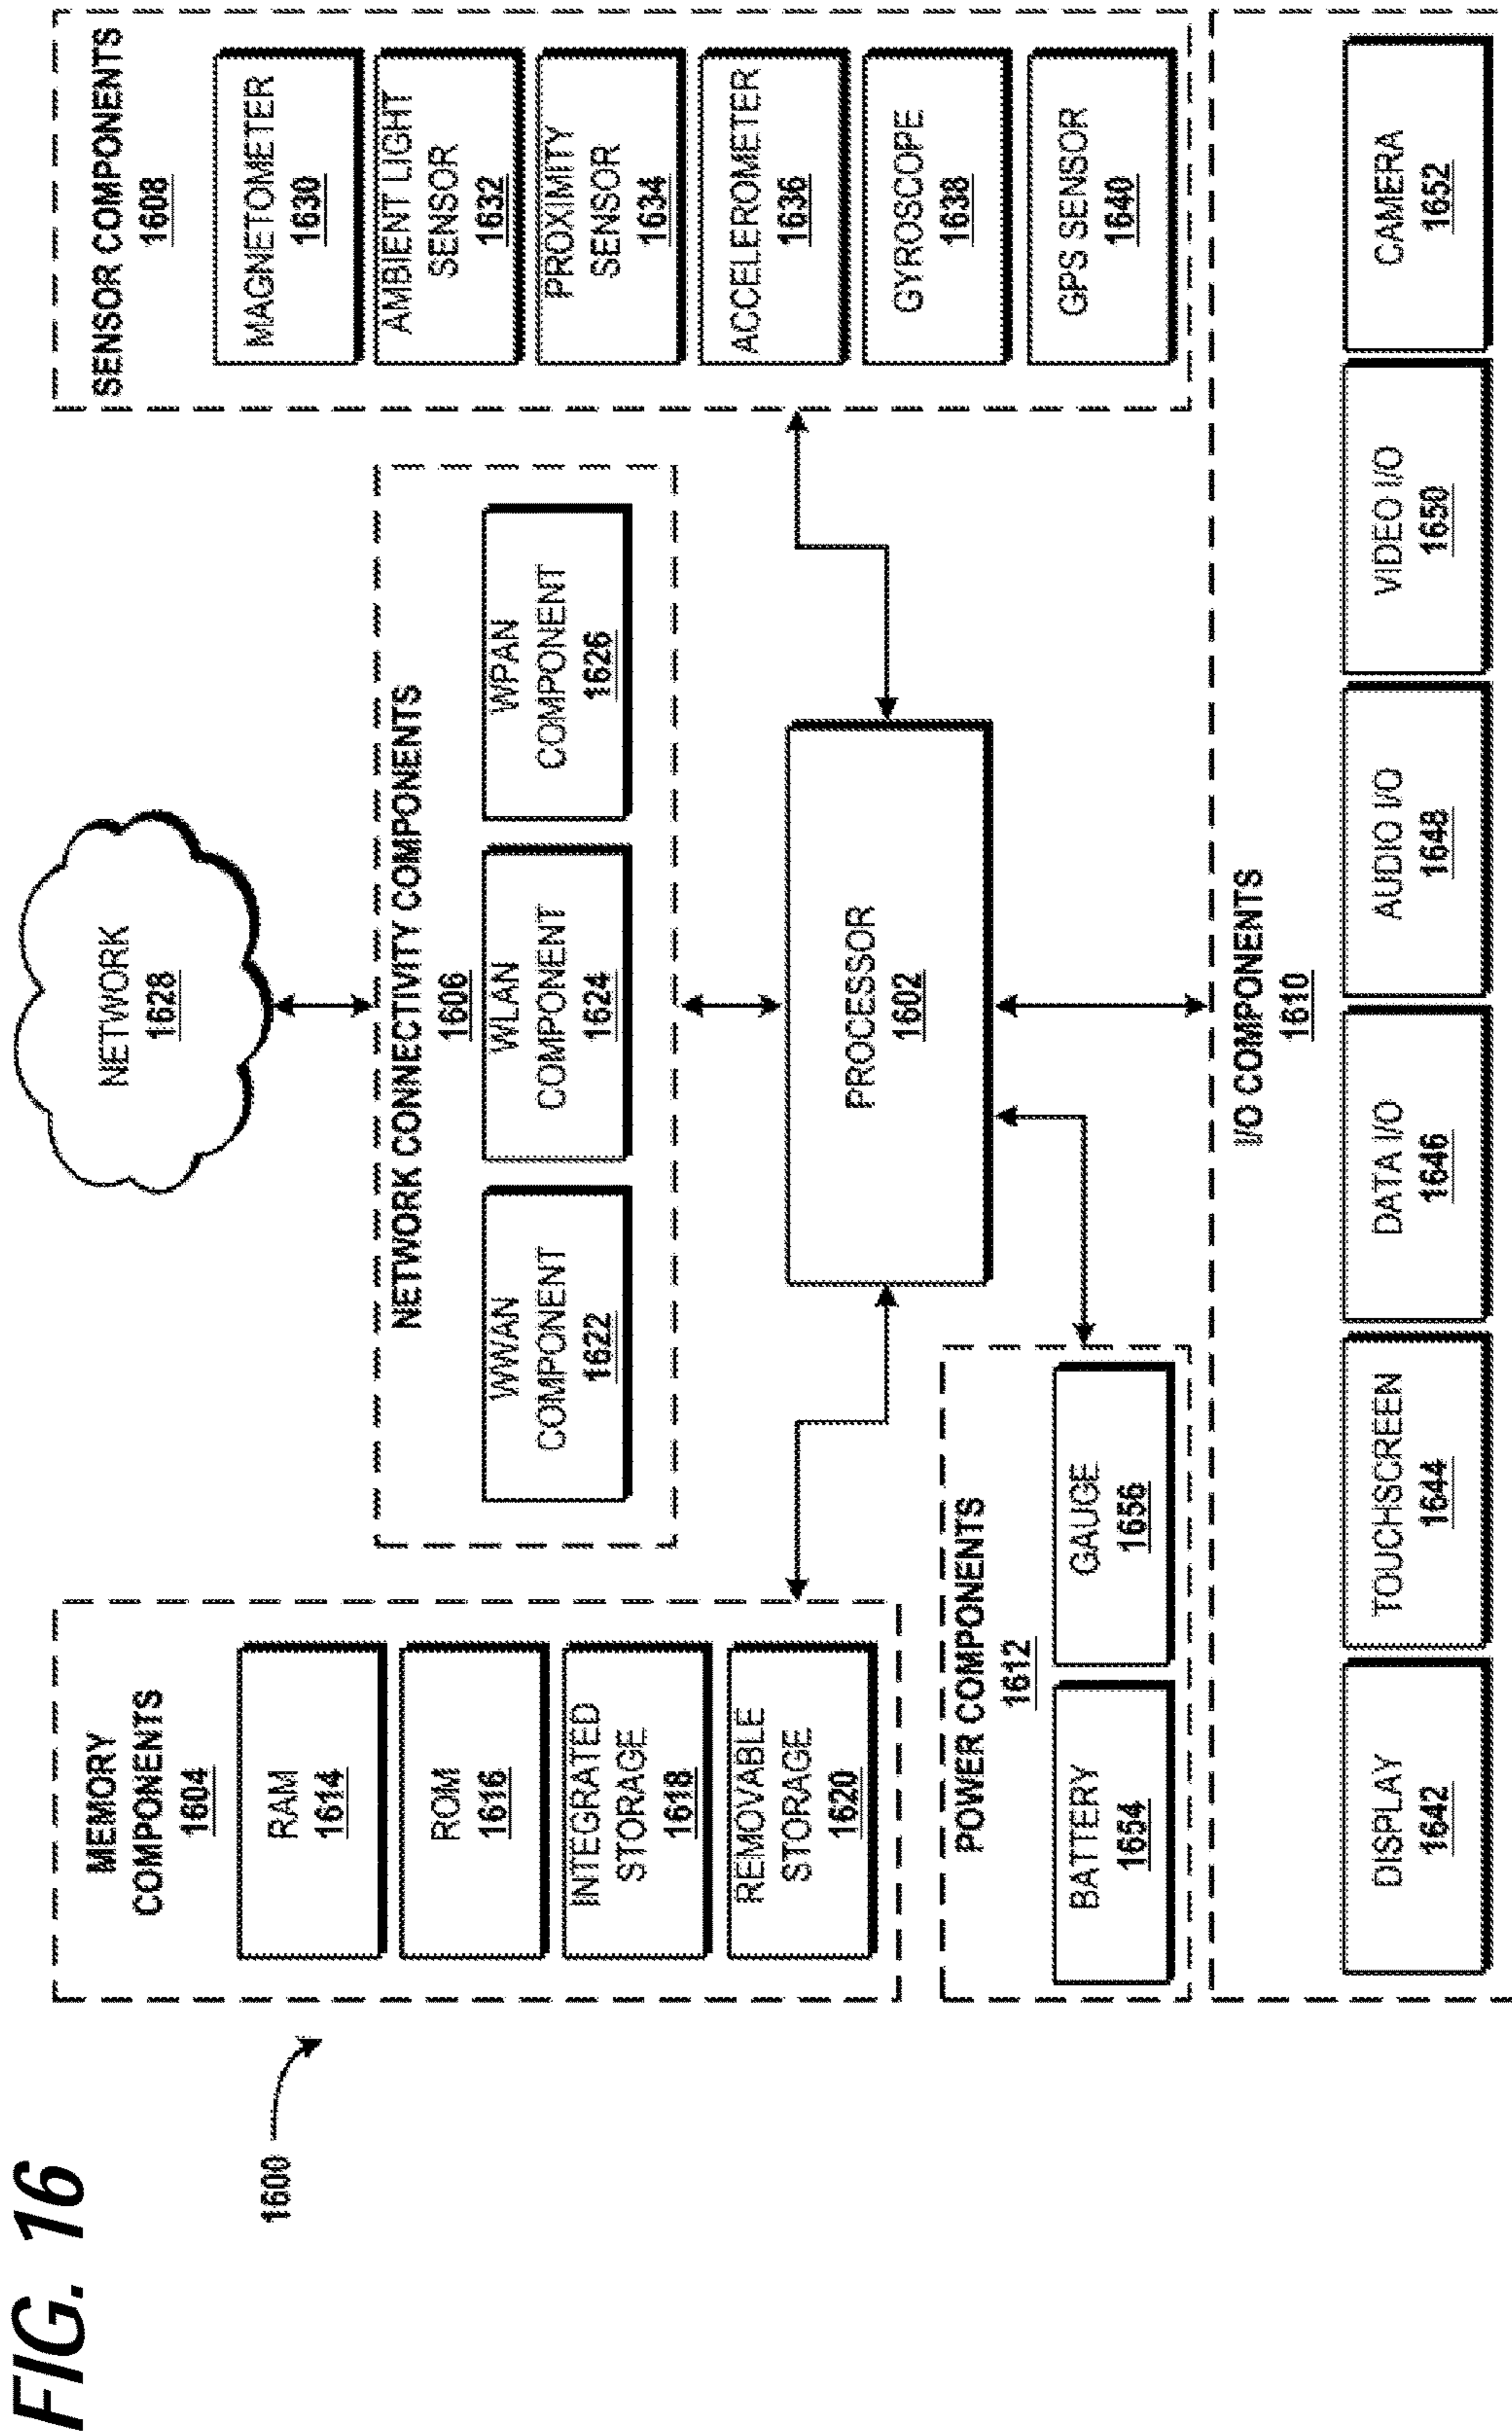 FIG. 16
1600
NETWORK
1628
MEMORY
COMPONENTS
1604
RAM
1614
ROM
1616
INTEGRATED
STORAGE
1618
REMOVABLE
STORAGE
1620
NETWORK CONNECTIVITY COMPONENTS
1606
WWAN
COMPONENT
1622
WLAN
COMPONENT
1624
WPAN
COMPONENT
1626
SENSOR COMPONENTS
1608
MAGNETOMETER
1630
AMBIENT LIGHT
SENSOR
1632
PROXIMITY
SENSOR
1634
ACCELEROMETER
1636
GYROSCOPE
1638
GPS SENSOR
1640
PROCESSOR
1602
POWER COMPONENTS
1612
BATTERY
1654
GAUGE
1656
I/O COMPONENTS
1610
DISPLAY
1642
TOUCHSCREEN
1644
DATA I/O
1646
AUDIO I/O
1648
VIDEO I/O
1650
CAMERA
1652